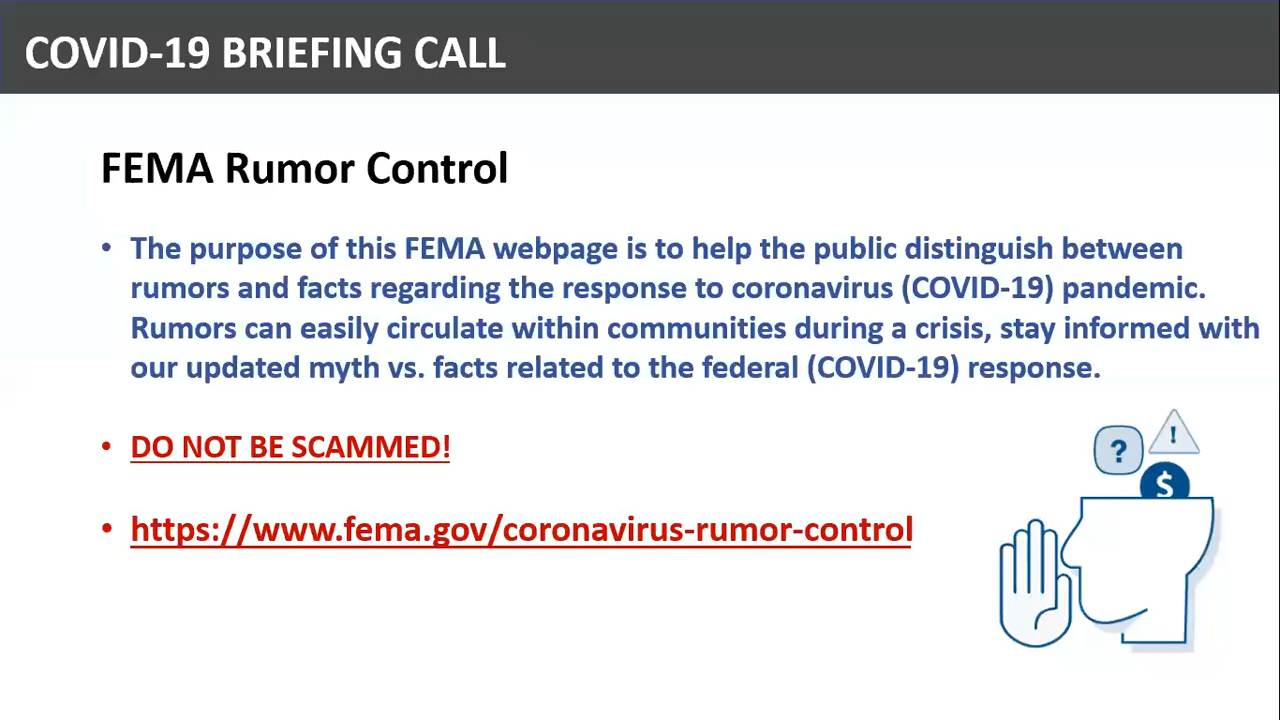 COVID-19 BRIEFING CALL
FEMA Rumor Control
• The purpose of this FEMA webpage is to help the public distinguish between
rumors and facts regarding the response to coronavirus (COVID-19) pandemic.
Rumors can easily circulate within communities during a crisis, stay informed with
our updated myth vs. facts related to the federal (COVID-19) response.
• DO NOT BE SCAMMED!
? !
$
• https://www.fema.gov/coronavirus-rumor-control